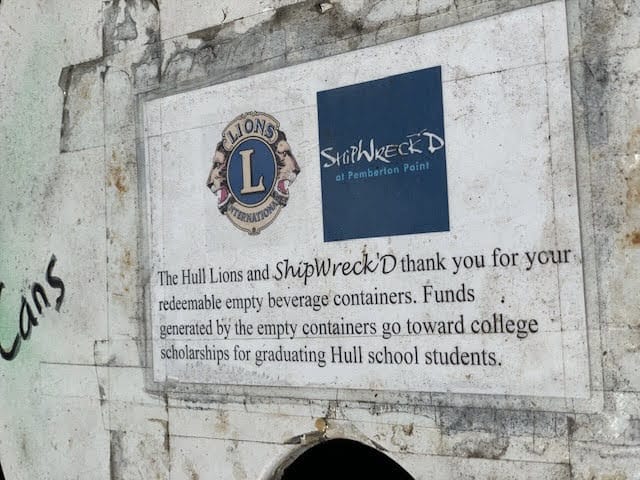 LIONS
L
INTERNATIONAL
SHIPWRECK'D
at Pemberton Point
The Hull Lions and ShipWreck'D thank you for your
redeemable empty beverage containers. Funds
generated by the empty containers go toward college
scholarships for graduating Hull school students.
Cans